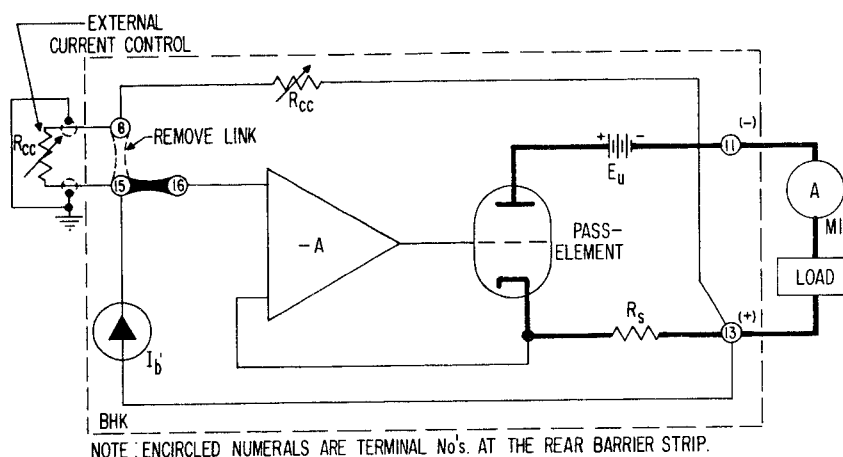 EXTERNAL
CURRENT CONTROL
Rcc
8
REMOVE LINK
15
16
Rcc
-A
+ -
Eu
PASS-
ELEMENT
(-)
11
A
MI
LOAD
Rs
(+)
13
Ib'
BHK
NOTE: ENCIRCLED NUMERALS ARE TERMINAL No's. AT THE REAR BARRIER STRIP.